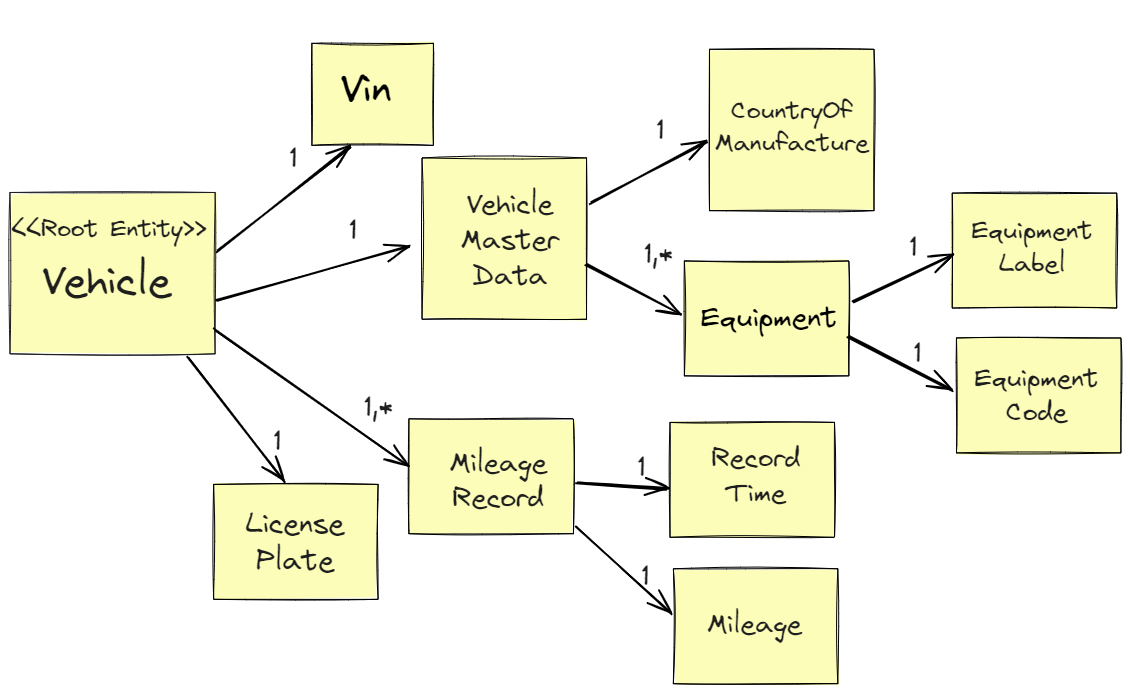 Vin
1
<<Root Entity>>
Vehicle
1
Vehicle
Master
Data
1
CountryOf
Manufacture
1,*
Equipment
1
Equipment
Label
1
Equipment
Code
1,*
Mileage
Record
1
Record
Time
1
Mileage
1
License
Plate